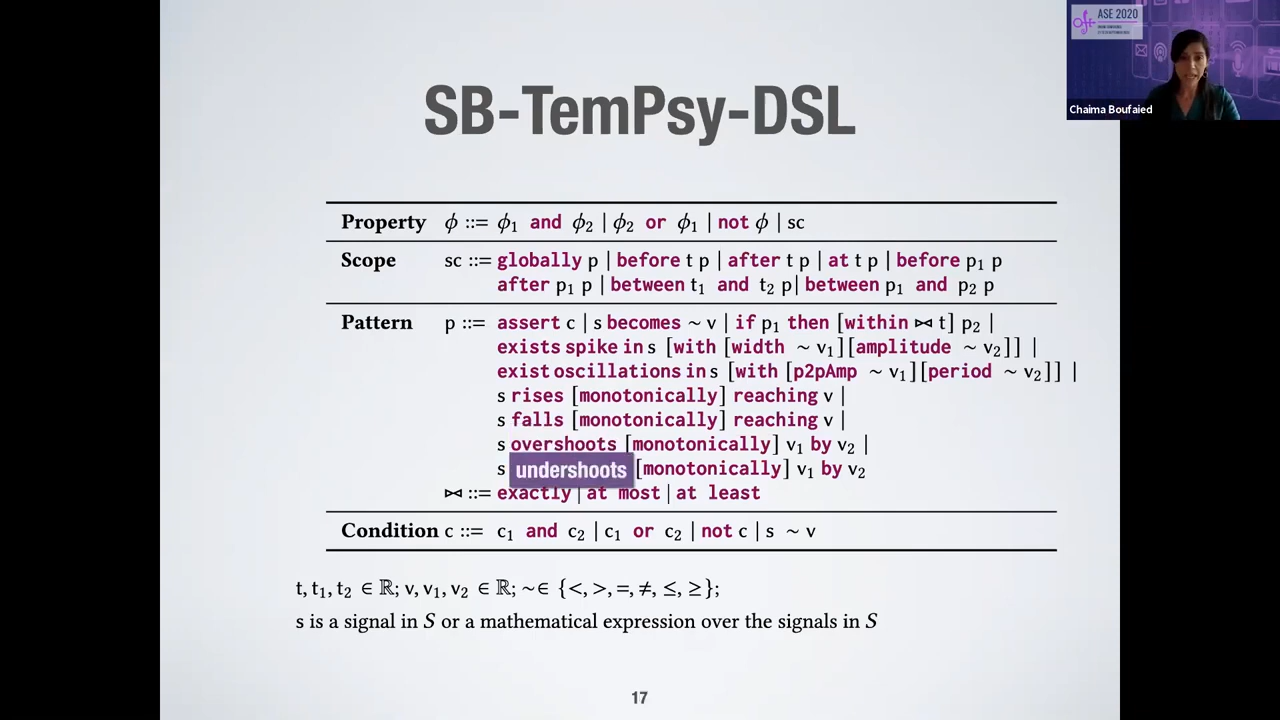 ASE 2020
Chaima Boufaied
SB-TemPsy-DSL
Property ϕ ::= ϕ₁ and ϕ₂ | ϕ₂ or ϕ₁ | not ϕ | sc
Scope sc ::= globally p | before t p | after t p | at t p | before p₁ p
after p₁ p | between t₁ and t₂ p| between p₁ and p₂ p
Pattern p ::= assert c | s becomes ∼ v | if p₁ then [within ⋈ t] p₂ |
exists spike in s [with [width ∼ v₁][amplitude ∼ v₂]] |
exist oscillations in s [with [p2pAmp ∼ v₁][period ∼ v₂]] |
s rises [monotonically] reaching v |
s falls [monotonically] reaching v |
s overshoots [monotonically] v₁ by v₂ |
s undershoots [monotonically] v₁ by v₂
⋈ ::= exactly | at most | at least
Condition c ::= c₁ and c₂ | c₁ or c₂ | not c | s ∼ v
t, t₁, t₂ ∈ ℝ; v, v₁, v₂ ∈ ℝ; ∼∈ {<, >, =, ≠, ≤, ≥};
s is a signal in S or a mathematical expression over the signals in S
17